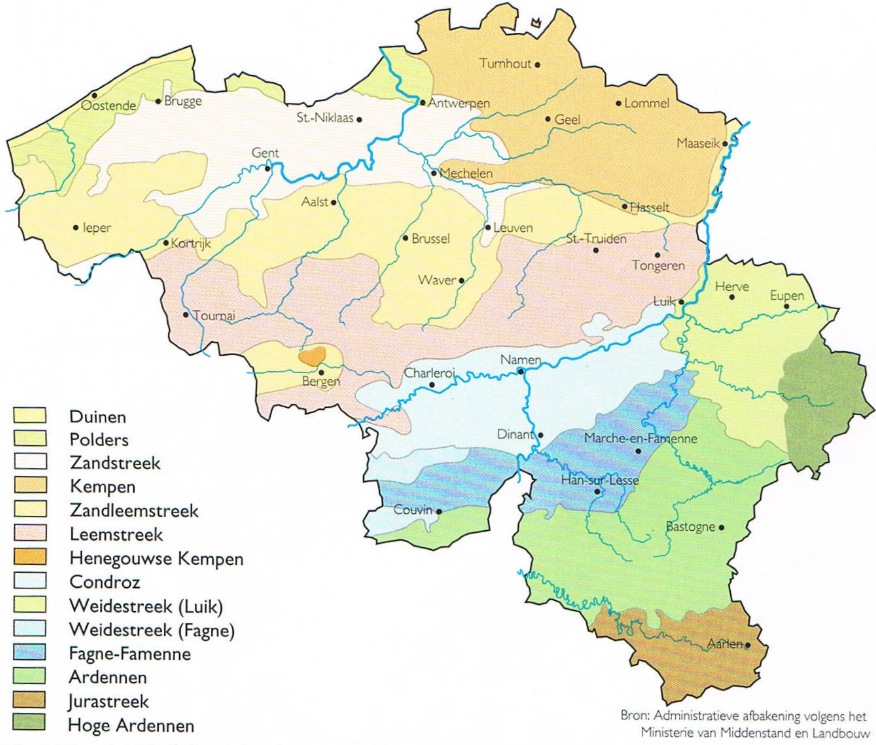 Turnhout
Oostende
Brugge
Antwerpen
Lommel
St.-Niklaas
Geel
Maaseik
Gent
Mechelen
Aalst
Hasselt
Ieper
Kortrijk
Brussel
Leuven
St.-Truiden
Tongeren
Waver
Herve
Eupen
Luik
Tournai
Namen
Charleroi
Bergen
Dinant
Marche-en-Famenne
Han-sur-Lesse
Couvin
Bastogne
Aarlen
Duinen
Polders
Zandstreek
Kempen
Zandleemstreek
Leemstreek
Henegouwse Kempen
Condroz
Weidestreek (Luik)
Weidestreek (Fagne)
Fagne-Famenne
Ardennen
Jurastreek
Hoge Ardennen
Bron: Administratieve afbakening volgens het
Ministerie van Middenstand en Landbouw